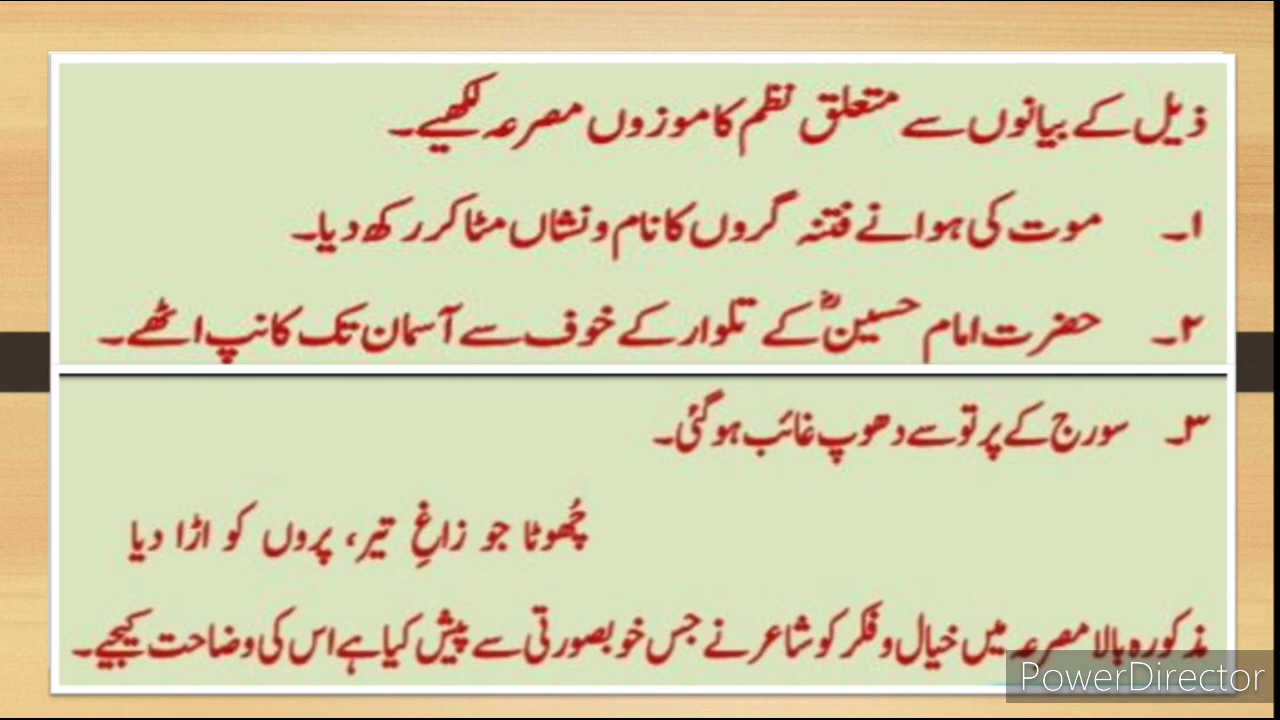 ذیل کے بیانوں سے متعلق نظم کا موزوں مصرعہ لکھیے۔
۱۔ موت کی ہوا نے فتنہ گروں کا نام و نشاں مٹا کر رکھ دیا۔
۲۔ حضرت امام حسینؓ کے تلوار کے خوف سے آسمان تک کانپ اٹھے۔
۳۔ سورج کے پرتو سے دھوپ غائب ہوگئی۔
چُھوٹا جو زاغِ تیر، پروں کو اڑا دیا
مذکورہ بالا مصرعہ میں خیال و فکر کو شاعر نے جس خوبصورتی سے پیش کیا ہے اس کی وضاحت کیجیے۔
PowerDirector